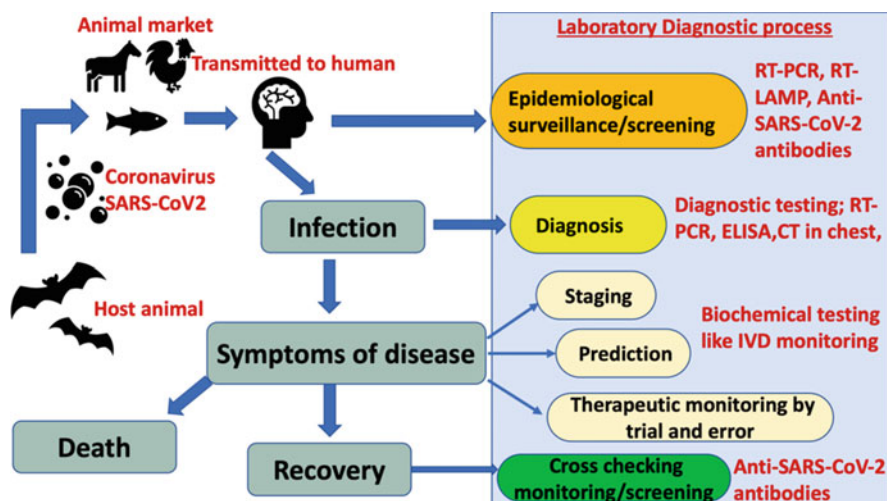 Animal market
Transmitted to human
Coronavirus
SARS-CoV2
Host animal
Infection
Symptoms of disease
Death
Recovery
Laboratory Diagnostic process
Epidemiological
surveillance/screening
RT-PCR, RT-
LAMP, Anti-
SARS-CoV-2
antibodies
Diagnosis
Diagnostic testing; RT-
PCR, ELISA,CT in chest,
Staging
Prediction
Biochemical testing
like IVD monitoring
Therapeutic monitoring by
trial and error
Cross checking
monitoring/screening
Anti-SARS-CoV-2
antibodies